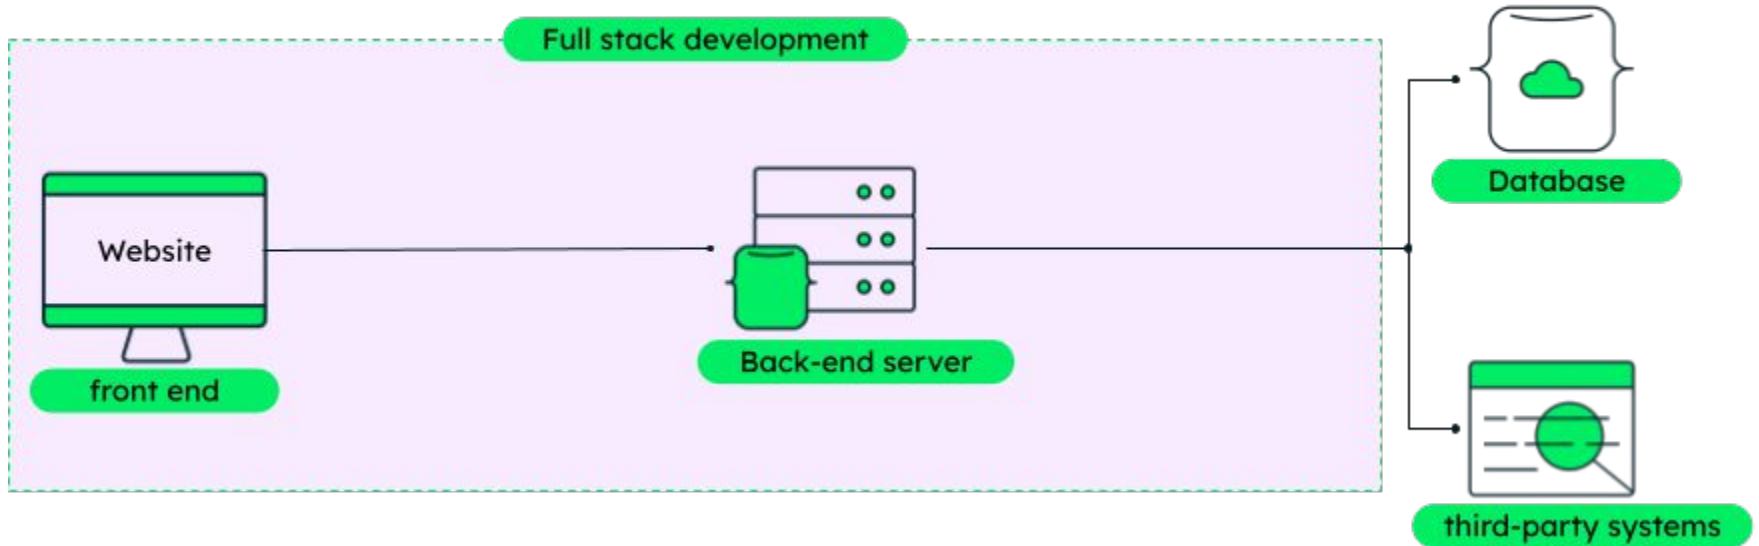 Full stack development
Website
front end
Back-end server
Database
third-party systems